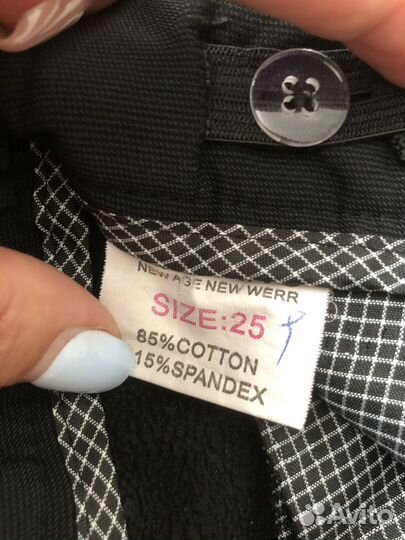 NEW AGE NEW WERR
SIZE:25
85%COTTON
15%SPANDEX
Avito